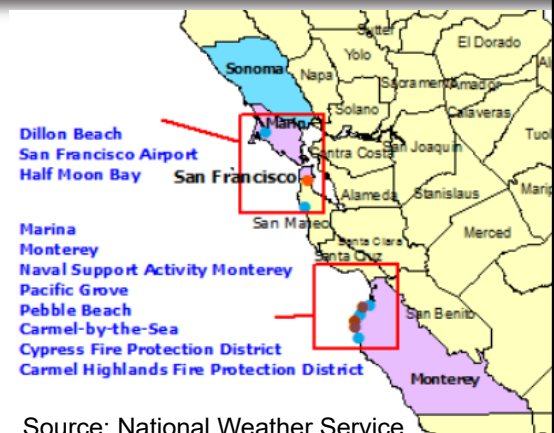 Sutter
El Dorado
Yolo
Sonoma
Napa
Sacramento
Amador
Solano
Calaveras
Marin
Dillon Beach
San Francisco Airport
Half Moon Bay
Contra Costa
San Joaquin
Tuol
San Francisco
Alameda
Stanislaus
Marip
San Mateo
Merced
Santa Clara
Santa Cruz
Marina
Monterey
Naval Support Activity Monterey
Pacific Grove
Pebble Beach
Carmel-by-the-Sea
Cypress Fire Protection District
Carmel Highlands Fire Protection District
San Benito
Monterey
Source: National Weather Service